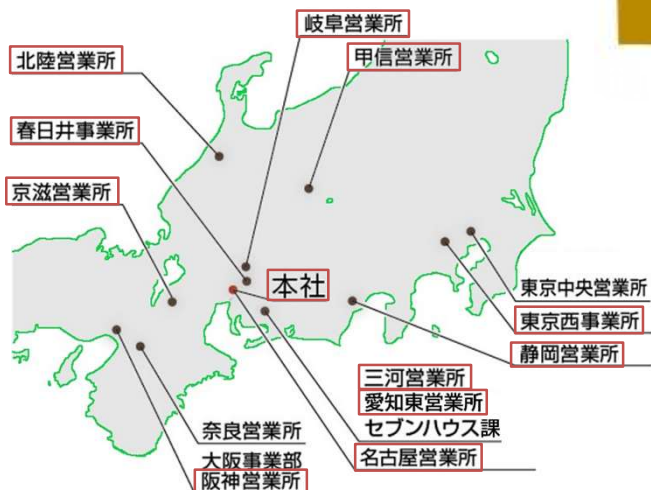 岐阜営業所
北陸営業所
甲信営業所
春日井事業所
京滋営業所
本社
東京中央営業所
東京西事業所
静岡営業所
三河営業所
愛知東営業所
セブンハウス課
名古屋営業所
奈良営業所
大阪事業部
阪神営業所